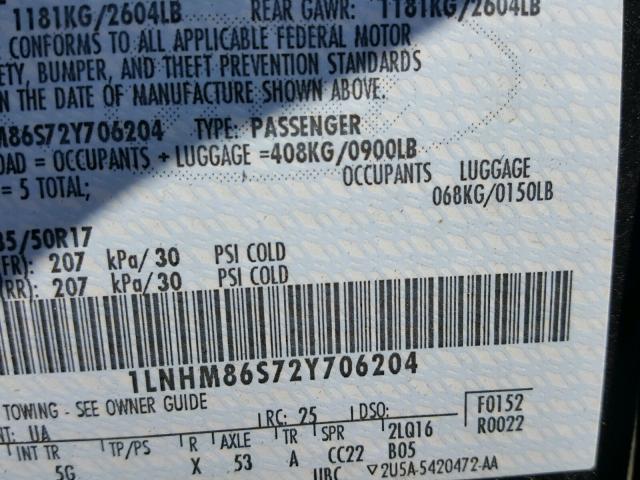 1181KG/2604LB REAR GAWR: 1181KG/2604LB
CONFORMS TO ALL APPLICABLE FEDERAL MOTOR
ETY, BUMPER, AND THEFT PREVENTION STANDARDS
N THE DATE OF MANUFACTURE SHOWN ABOVE.
M86S72Y706204 TYPE: PASSENGER
OAD = OCCUPANTS + LUGGAGE =408KG/0900LB
= 5 TOTAL; OCCUPANTS LUGGAGE
068KG/0150LB
35/50R17
(FR): 207 kPa/ 30 PSI COLD
(RR): 207 kPa/ 30 PSI COLD
1LNHM86S72Y706204
TOWING - SEE OWNER GUIDE
NT: UA RC: 25 DSO: F0152
INT TR TP/PS R AXLE TR SPR 2LQ16 R0022
5G X 53 A CC22 B05
UBC ▽2U5A-5420472-AA